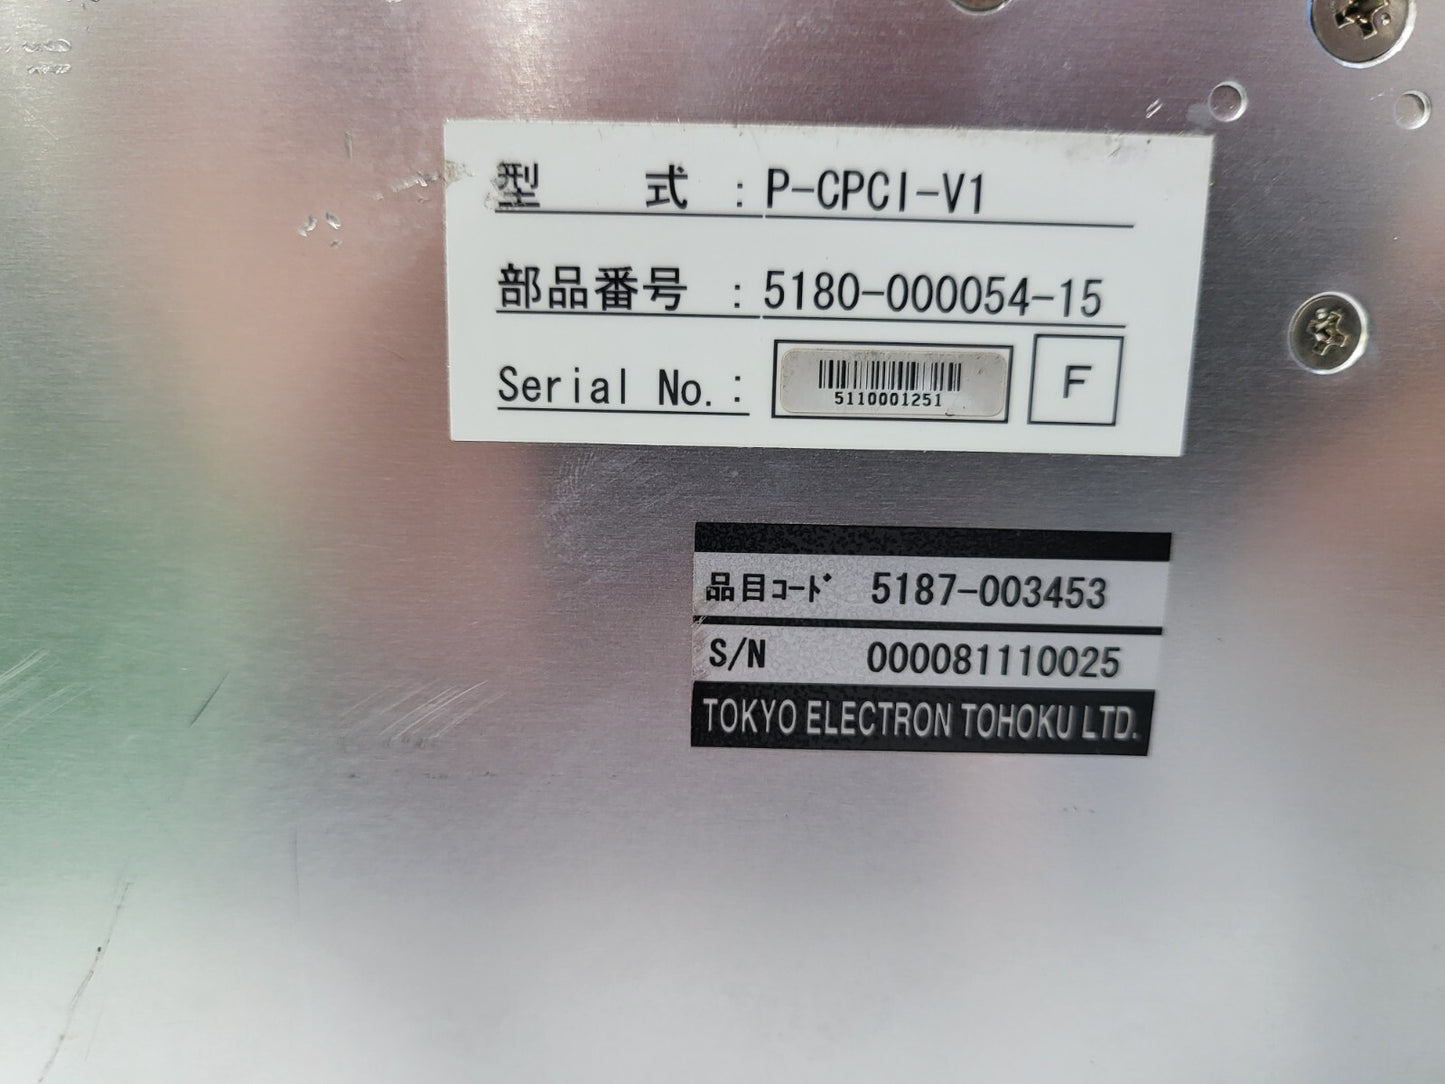 型 式 : P-CPCI-V1
部品番号 : 5180-000054-15
Serial No. : 5110001251 F
品目ｺｰﾄﾞ 5187-003453
S/N 000081110025
TOKYO ELECTRON TOHOKU LTD.